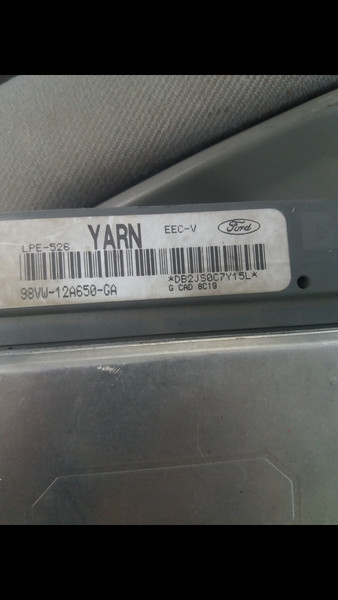 LPE-526 YARN EEC-V Ford
*DB2JS0C7Y15L*
98VW-12A650-GA G CAD 8C19